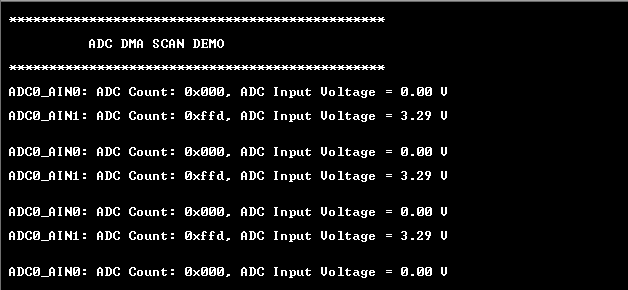 ***********************************************
ADC DMA SCAN DEMO
***********************************************
ADC0_AIN0: ADC Count: 0x000, ADC Input Voltage = 0.00 V
ADC0_AIN1: ADC Count: 0xffd, ADC Input Voltage = 3.29 V
ADC0_AIN0: ADC Count: 0x000, ADC Input Voltage = 0.00 V
ADC0_AIN1: ADC Count: 0xffd, ADC Input Voltage = 3.29 V
ADC0_AIN0: ADC Count: 0x000, ADC Input Voltage = 0.00 V
ADC0_AIN1: ADC Count: 0xffd, ADC Input Voltage = 3.29 V
ADC0_AIN0: ADC Count: 0x000, ADC Input Voltage = 0.00 V